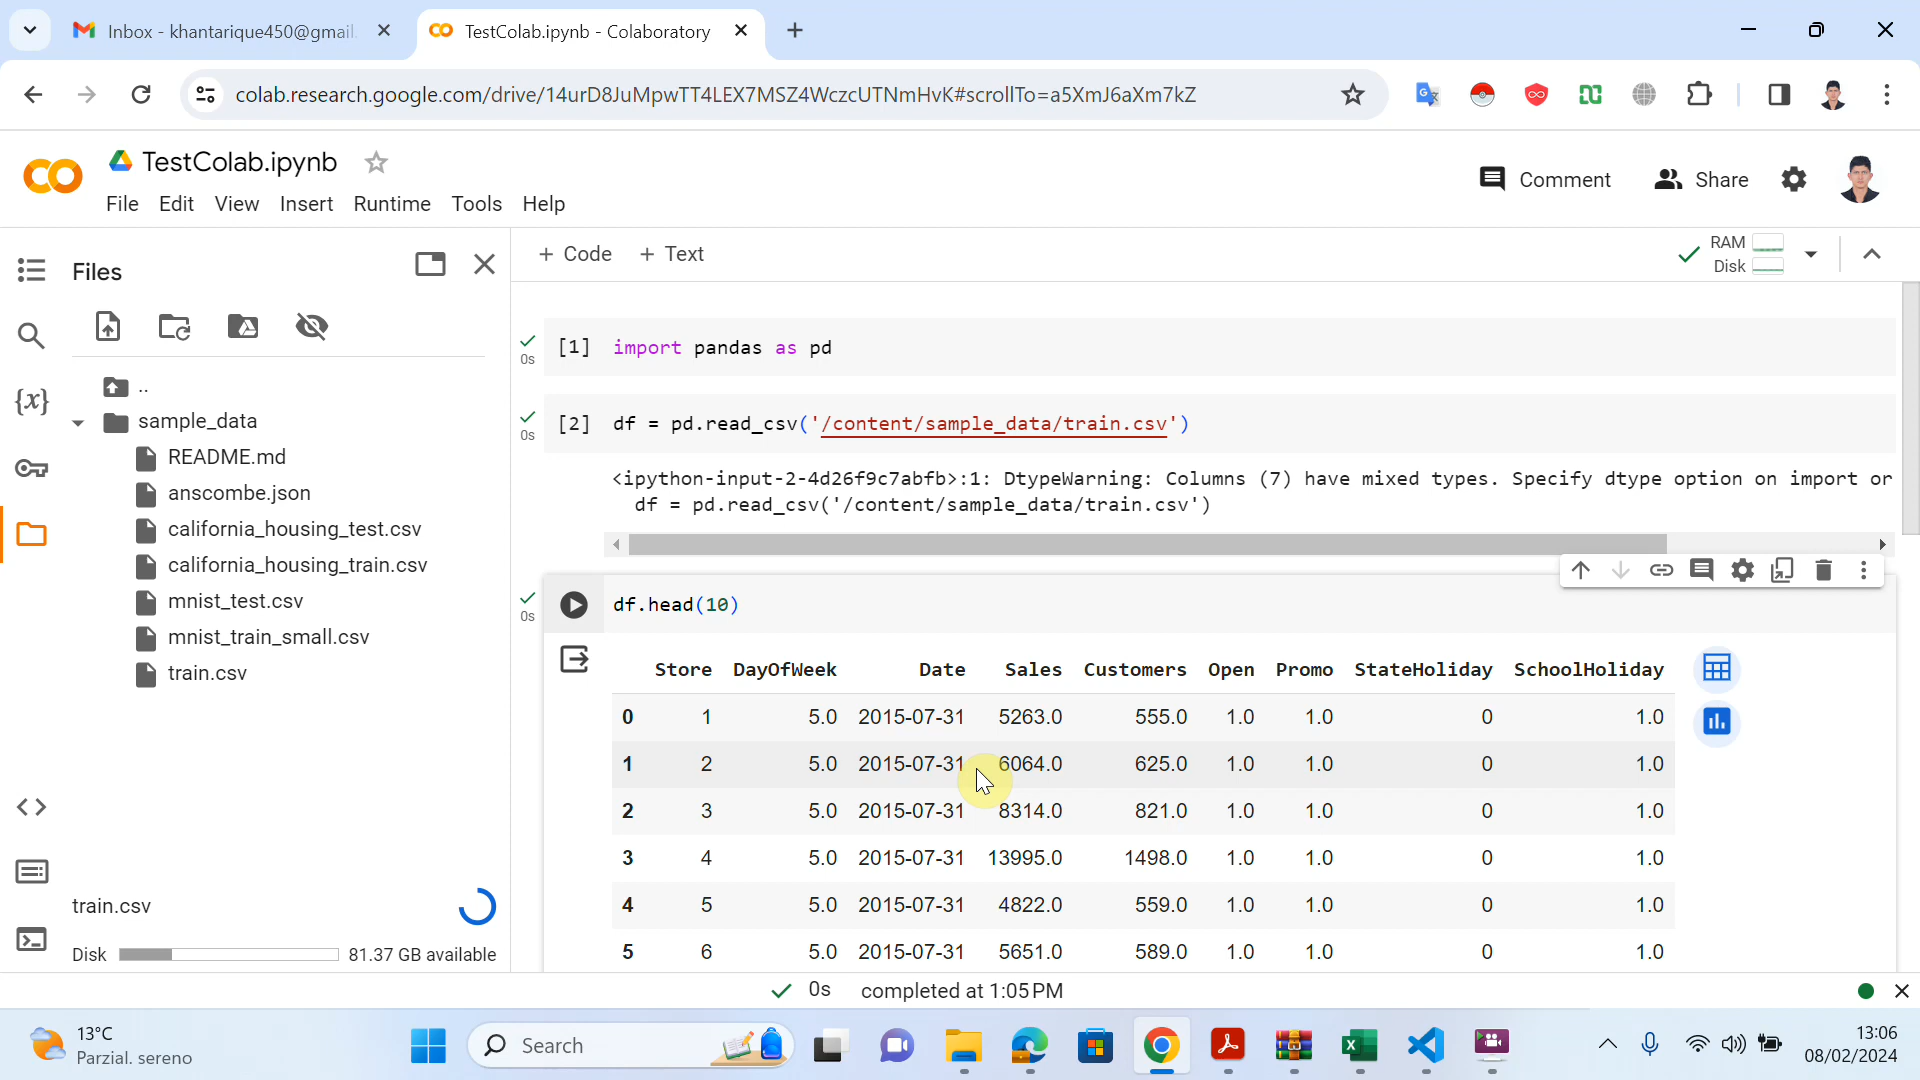 Inbox - khantarique450@gmail.
TestColab.ipynb - Colaboratory
colab.research.google.com/drive/14urD8JuMpwTT4LEX7MSZ4WczcUTNmHvK#scrollTo=a5XmJ6aXm7kZ
TestColab.ipynb
File Edit View Insert Runtime Tools Help
Comment
Share
Files
+ Code + Text
RAM
Disk
..
sample_data
README.md
anscombe.json
california_housing_test.csv
california_housing_train.csv
mnist_test.csv
mnist_train_small.csv
train.csv
train.csv
Disk 81.37 GB available
0s [1] import pandas as pd
0s [2] df = pd.read_csv('/content/sample_data/train.csv')
<ipython-input-2-4d26f9c7abfb>:1: DtypeWarning: Columns (7) have mixed types. Specify dtype option on import or
df = pd.read_csv('/content/sample_data/train.csv')
0s df.head(10)
Store DayOfWeek Date Sales Customers Open Promo StateHoliday SchoolHoliday
0 1 5.0 2015-07-31 5263.0 555.0 1.0 1.0 0 1.0
1 2 5.0 2015-07-31 6064.0 625.0 1.0 1.0 0 1.0
2 3 5.0 2015-07-31 8314.0 821.0 1.0 1.0 0 1.0
3 4 5.0 2015-07-31 13995.0 1498.0 1.0 1.0 0 1.0
4 5 5.0 2015-07-31 4822.0 559.0 1.0 1.0 0 1.0
5 6 5.0 2015-07-31 5651.0 589.0 1.0 1.0 0 1.0
0s completed at 1:05 PM
13°C
Parzial. sereno
Search
13:06
08/02/2024